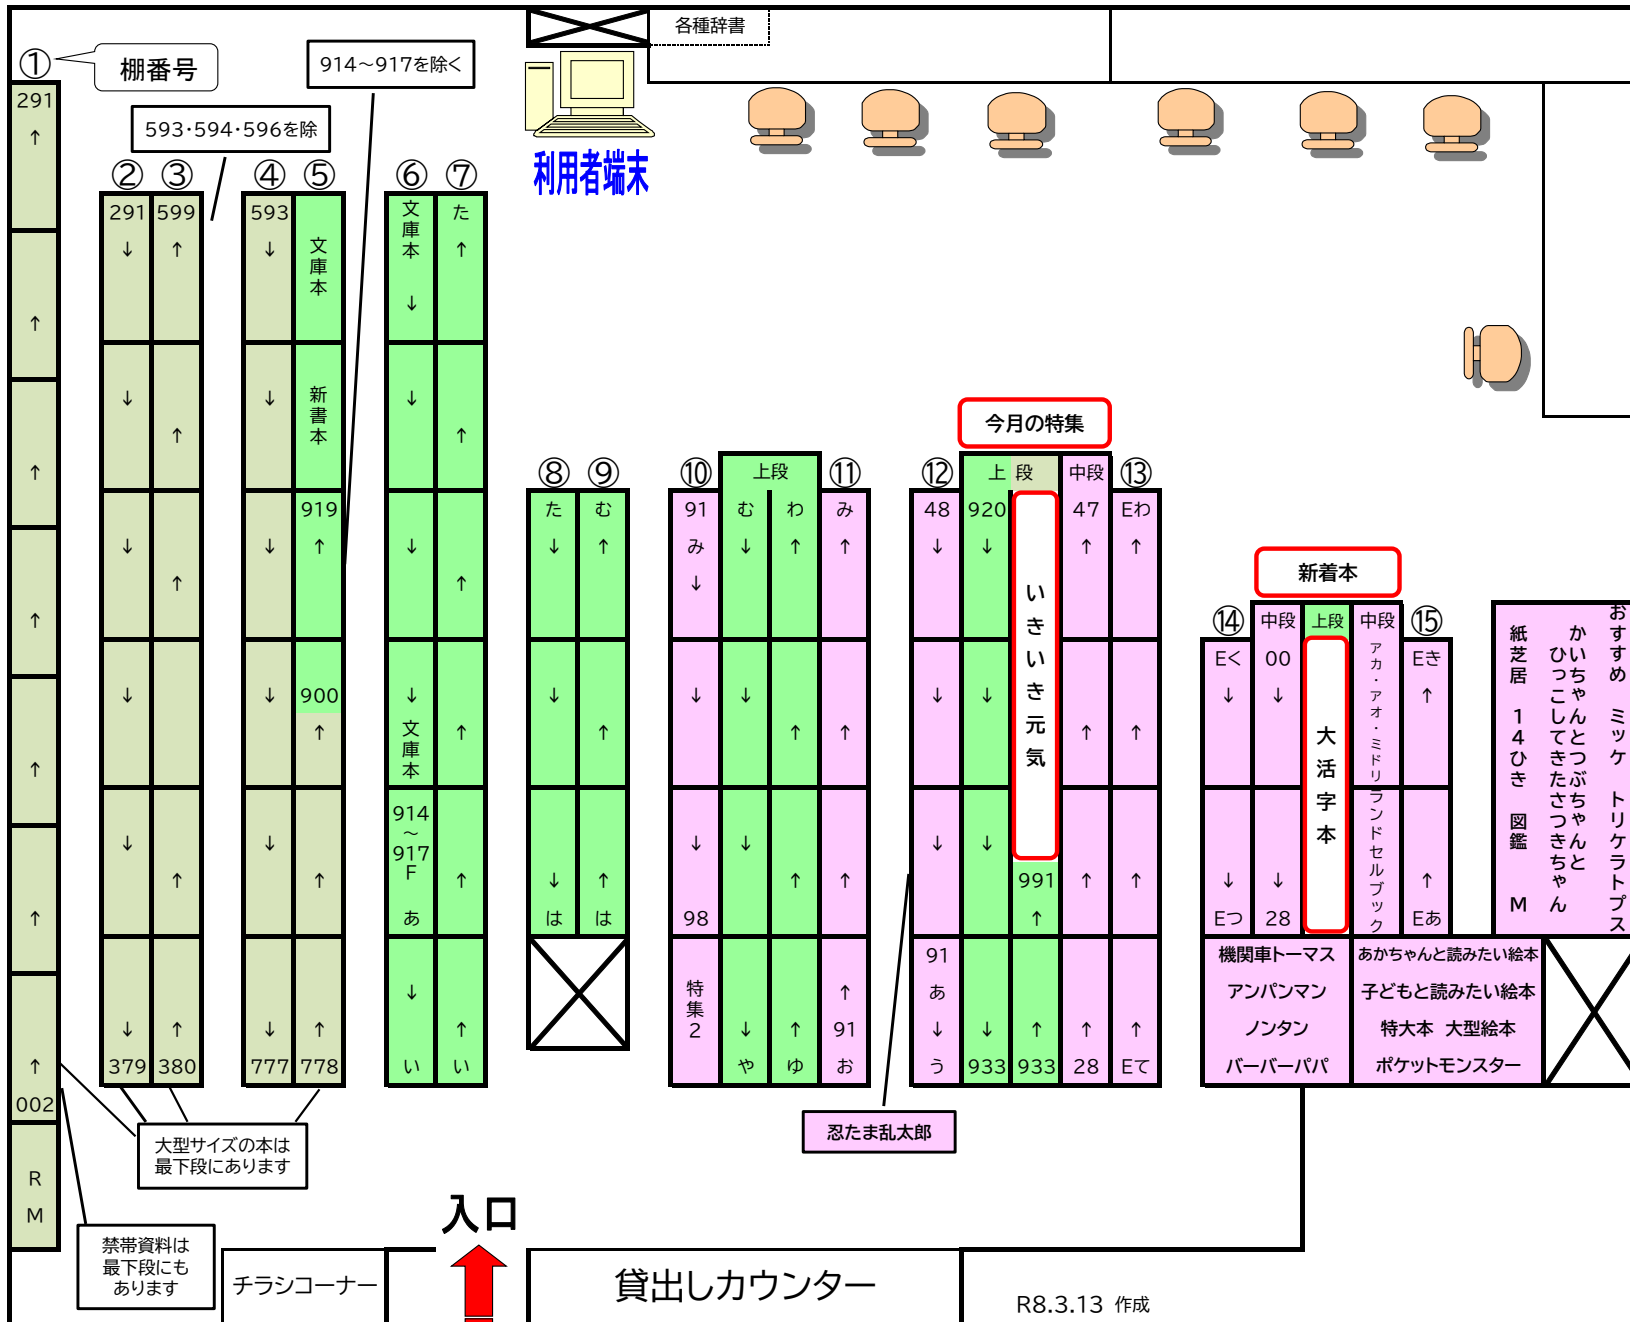 各種辞書
①
棚番号
914～917を除く
593・594・596を除
利用者端末
291
↑
↑
↑
↑
↑
↑
↑
002
R
M
②
291
↓
↓
↓
↓
↓
↓
379
③
599
↑
↑
↑
↑
↑
380
④
593
↓
↓
↓
↓
↓
↓
777
⑤
文庫本
新書本
919
↑
900
↑
↑
↑
778
⑥
文庫本
↓
↓
↓
↓
文庫本
914
～
917
F
あ
↓
い
⑦
た
↑
↑
↑
↑
↑
↑
い
⑧
た
↓
↓
↓
は
⑨
む
↑
↑
↑
は
⑩
91
み
↓
↓
↓
98
特集2
上段
む
↓
↓
↓
↓
や
わ
↑
↑
↑
↑
ゆ
⑪
み
↑
↑
↑
↑
91
お
今月の特集
⑫
48
↓
↓
↓
91
あ
↓
う
上段
920
↓
↓
↓
↓
933
いきいき元気
991
↑
↑
933
中段
47
↑
↑
↑
↑
28
⑬
Eわ
↑
↑
↑
↑
Eて
新着本
⑭
Eく
↓
↓
Eつ
中段
00
↓
↓
28
上段
大活字本
中段
アカ・アオ・ミドリランドセルブック
⑮
Eき
↑
↑
Eあ
おすすめ ミッケ トリケラトプス
かいちゃんとつぶちゃんと
ひっこしてきたさつきちゃん
紙芝居 14ひき 図鑑 M
機関車トーマス
アンパンマン
ノンタン
バーバーパパ
あかちゃんと読みたい絵本
子どもと読みたい絵本
特大本 大型絵本
ポケットモンスター
忍たま乱太郎
大型サイズの本は
最下段にあります
禁帯資料は
最下段にも
あります
入口
チラシコーナー
貸出しカウンター
R8.3.13 作成